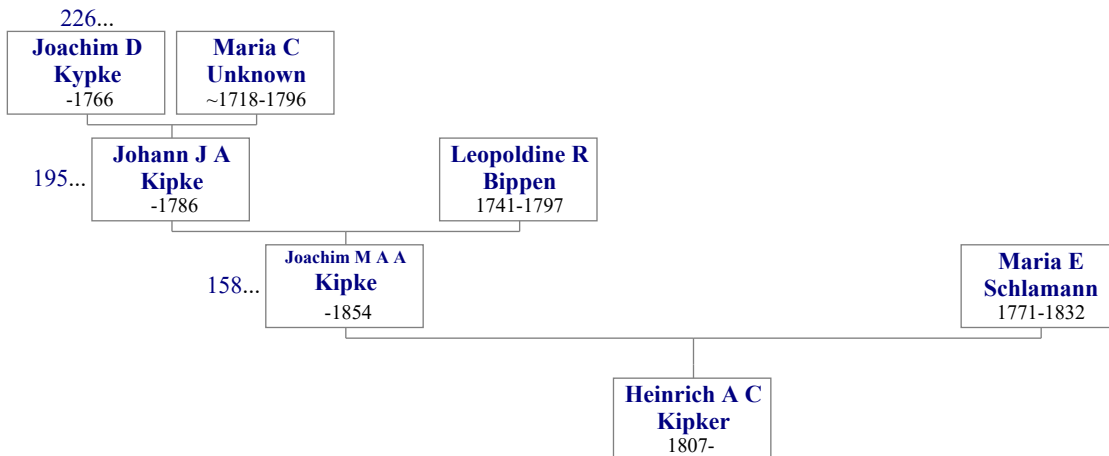 226...
Joachim D
Kypke
-1766
Maria C
Unknown
~1718-1796
195...
Johann J A
Kipke
-1786
Leopoldine R
Bippen
1741-1797
158...
Joachim M A A
Kipke
-1854
Maria E
Schlamann
1771-1832
Heinrich A C
Kipker
1807-